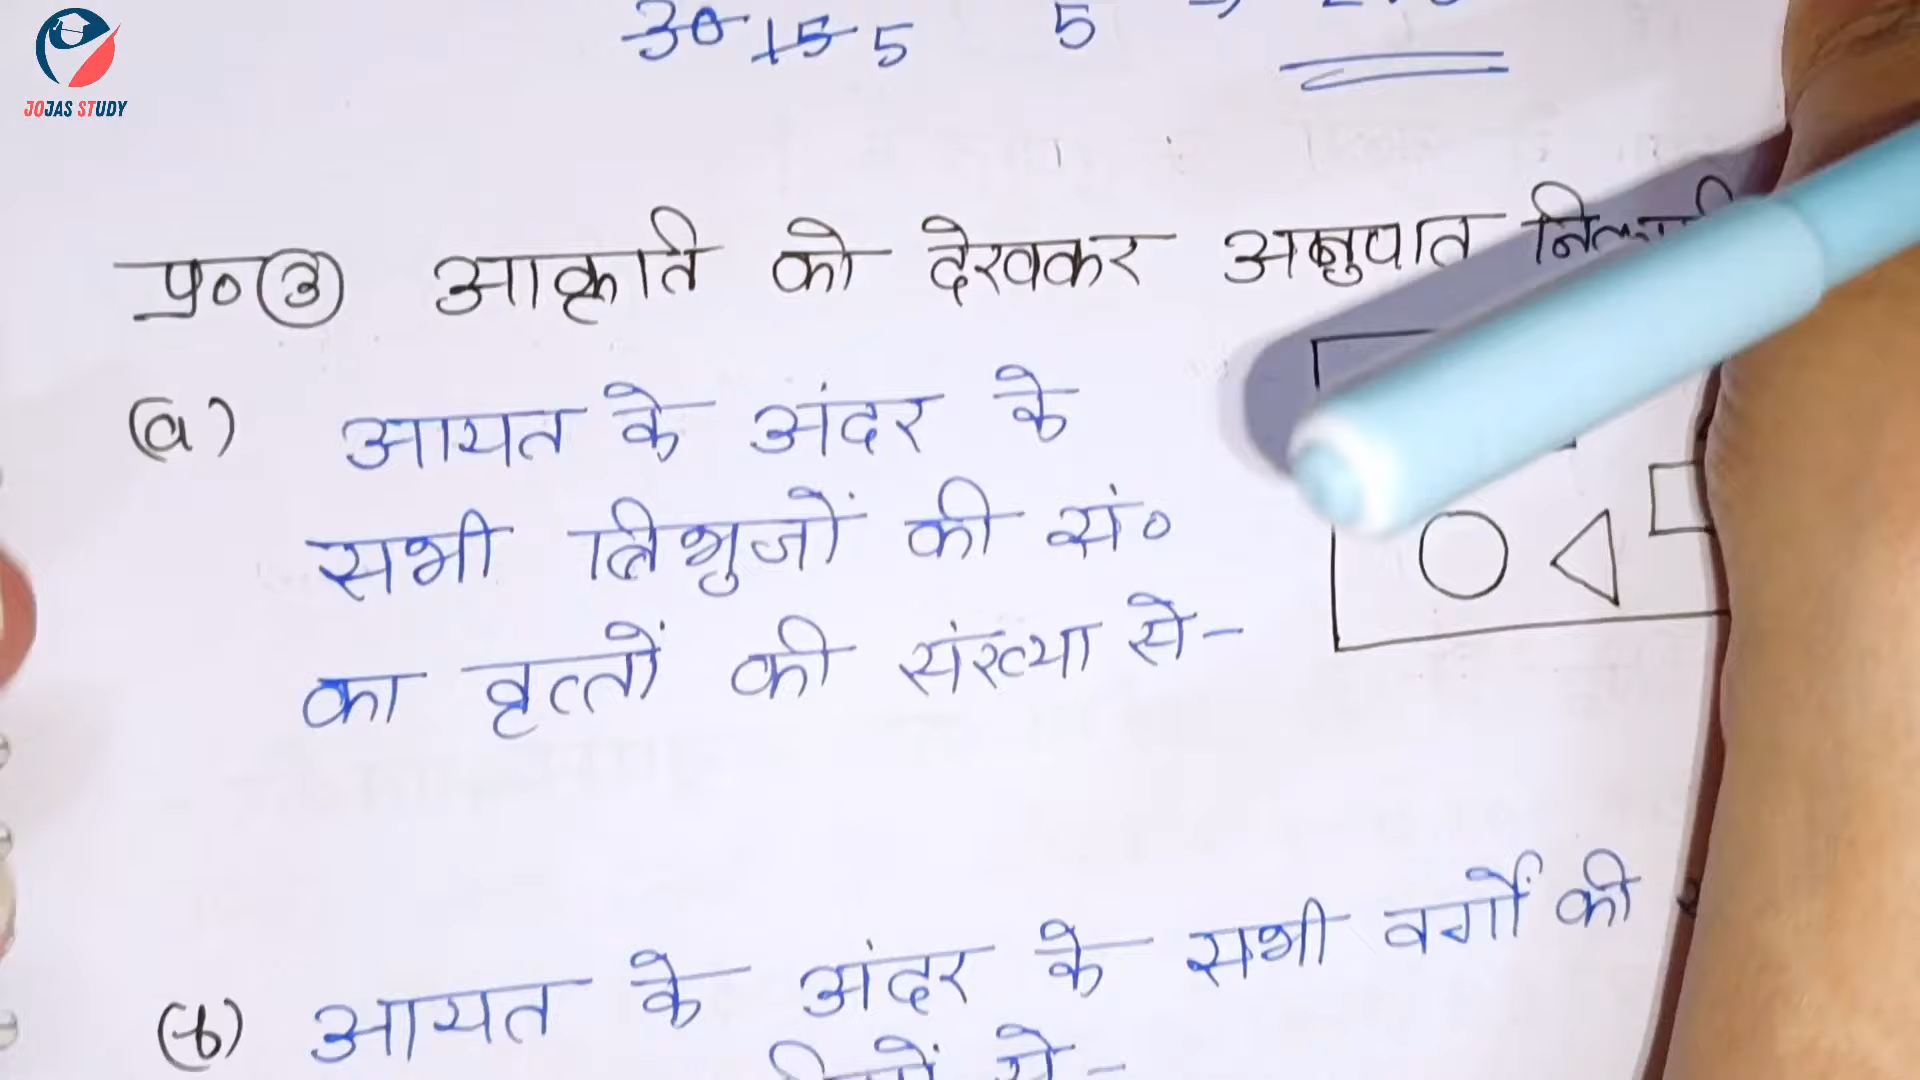 JOJAS STUDY
30 15 5 5
प्र० ③ आकृति को देखकर अनुपात
(a) आयत के अंदर के
सभी त्रिभुजों की सं०
का वृत्तों की संख्या से-
(b) आयत के अंदर के सभी वर्गों की
से-